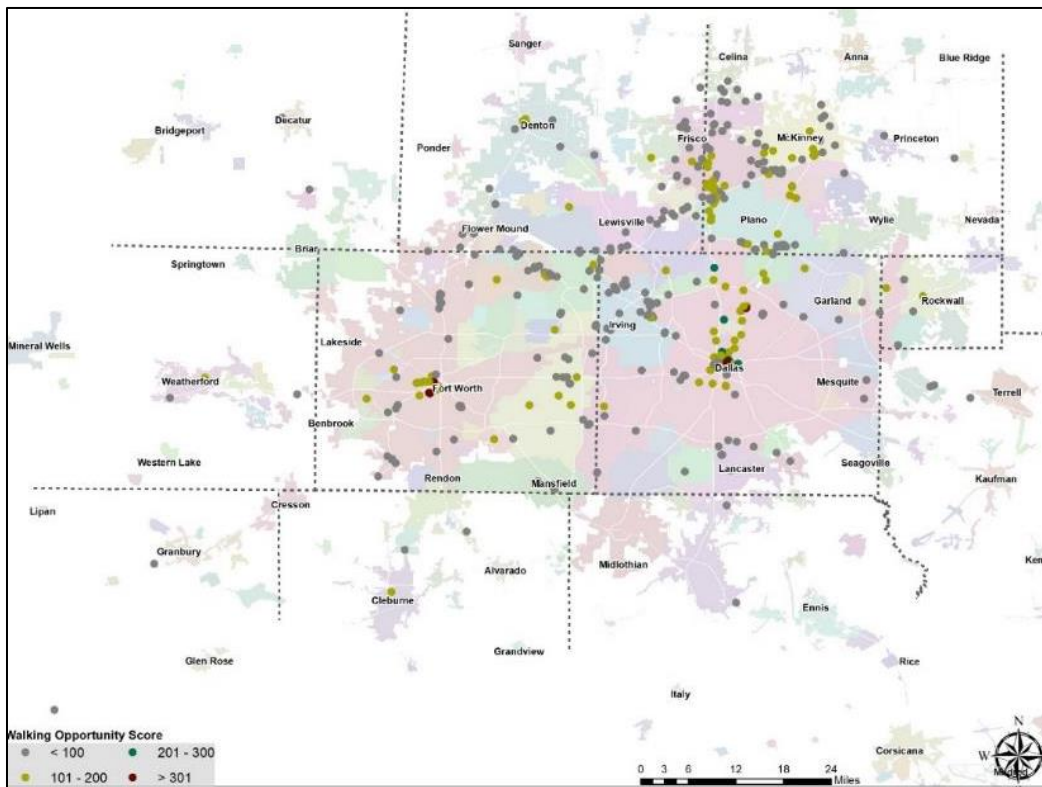 Sanger
Celina
Anna
Blue Ridge
Decatur
Bridgeport
Denton
Frisco
McKinney
Princeton
Ponder
Lewisville
Plano
Wylie
Nevada
Flower Mound
Briar
Springtown
Garland
Rockwall
Irving
Lakeside
Mineral Wells
Weatherford
Fort Worth
Dallas
Mesquite
Terrell
Benbrook
Western Lake
Lancaster
Seagoville
Rendon
Mansfield
Kaufman
Cresson
Lipan
Granbury
Alvarado
Midlothian
Cleburne
Ennis
Grandview
Glen Rose
Rice
Italy
Walking Opportunity Score
< 100
201 - 300
101 - 200
> 301
Corsicana
N
W
0 3 6 12 18 24
Miles